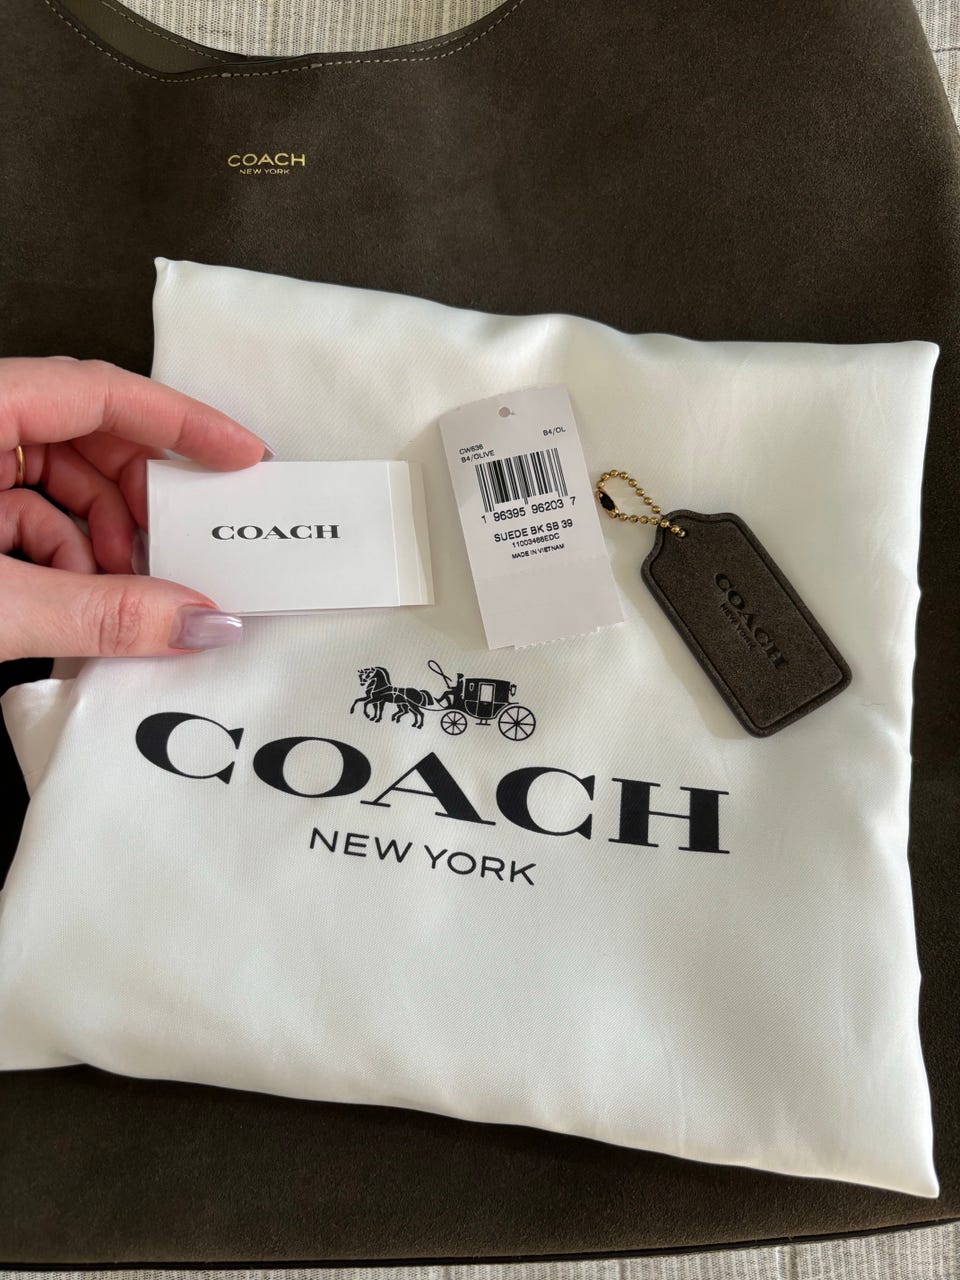 COACH
NEW YORK
COACH
CW636
B4/OLIVE
B4/OL
1 96395 96203 7
SUEDE BK SB 39
11003466EDC
MADE IN VIETNAM
COACH
NEW YORK
COACH
NEW YORK